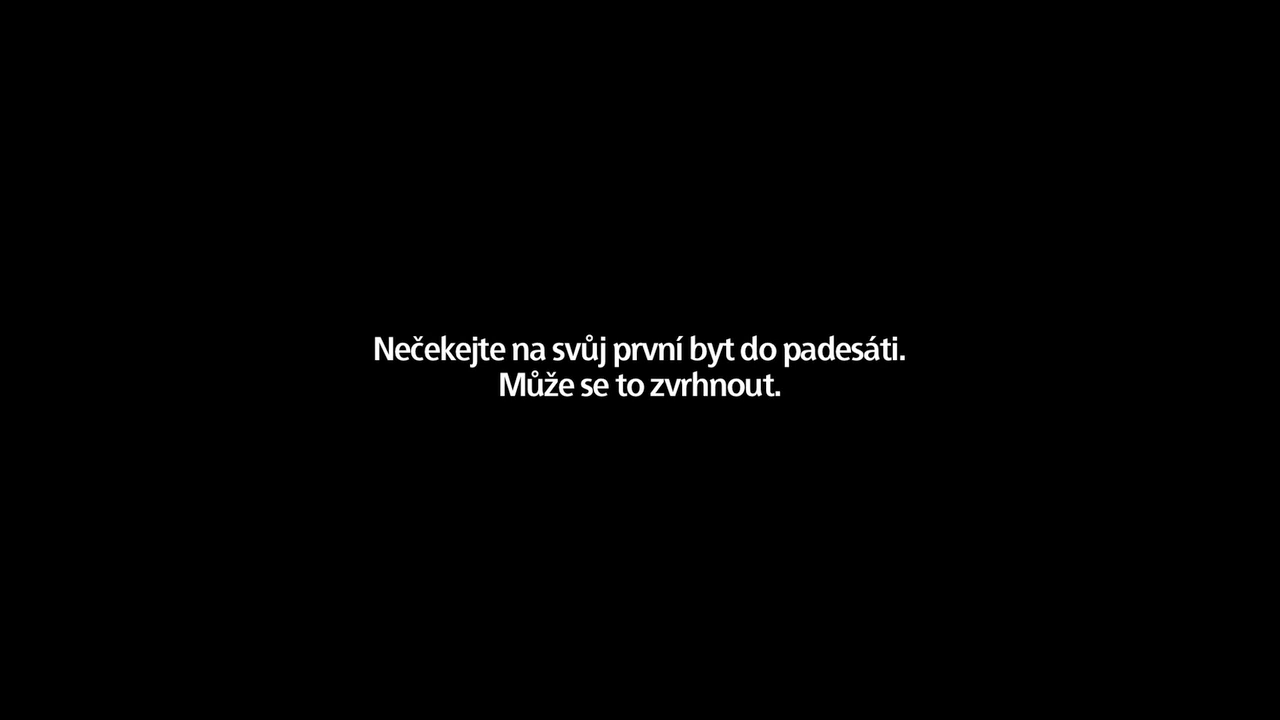 Nečekejte na svůj první byt do padesáti.
Může se to zvrhnout.